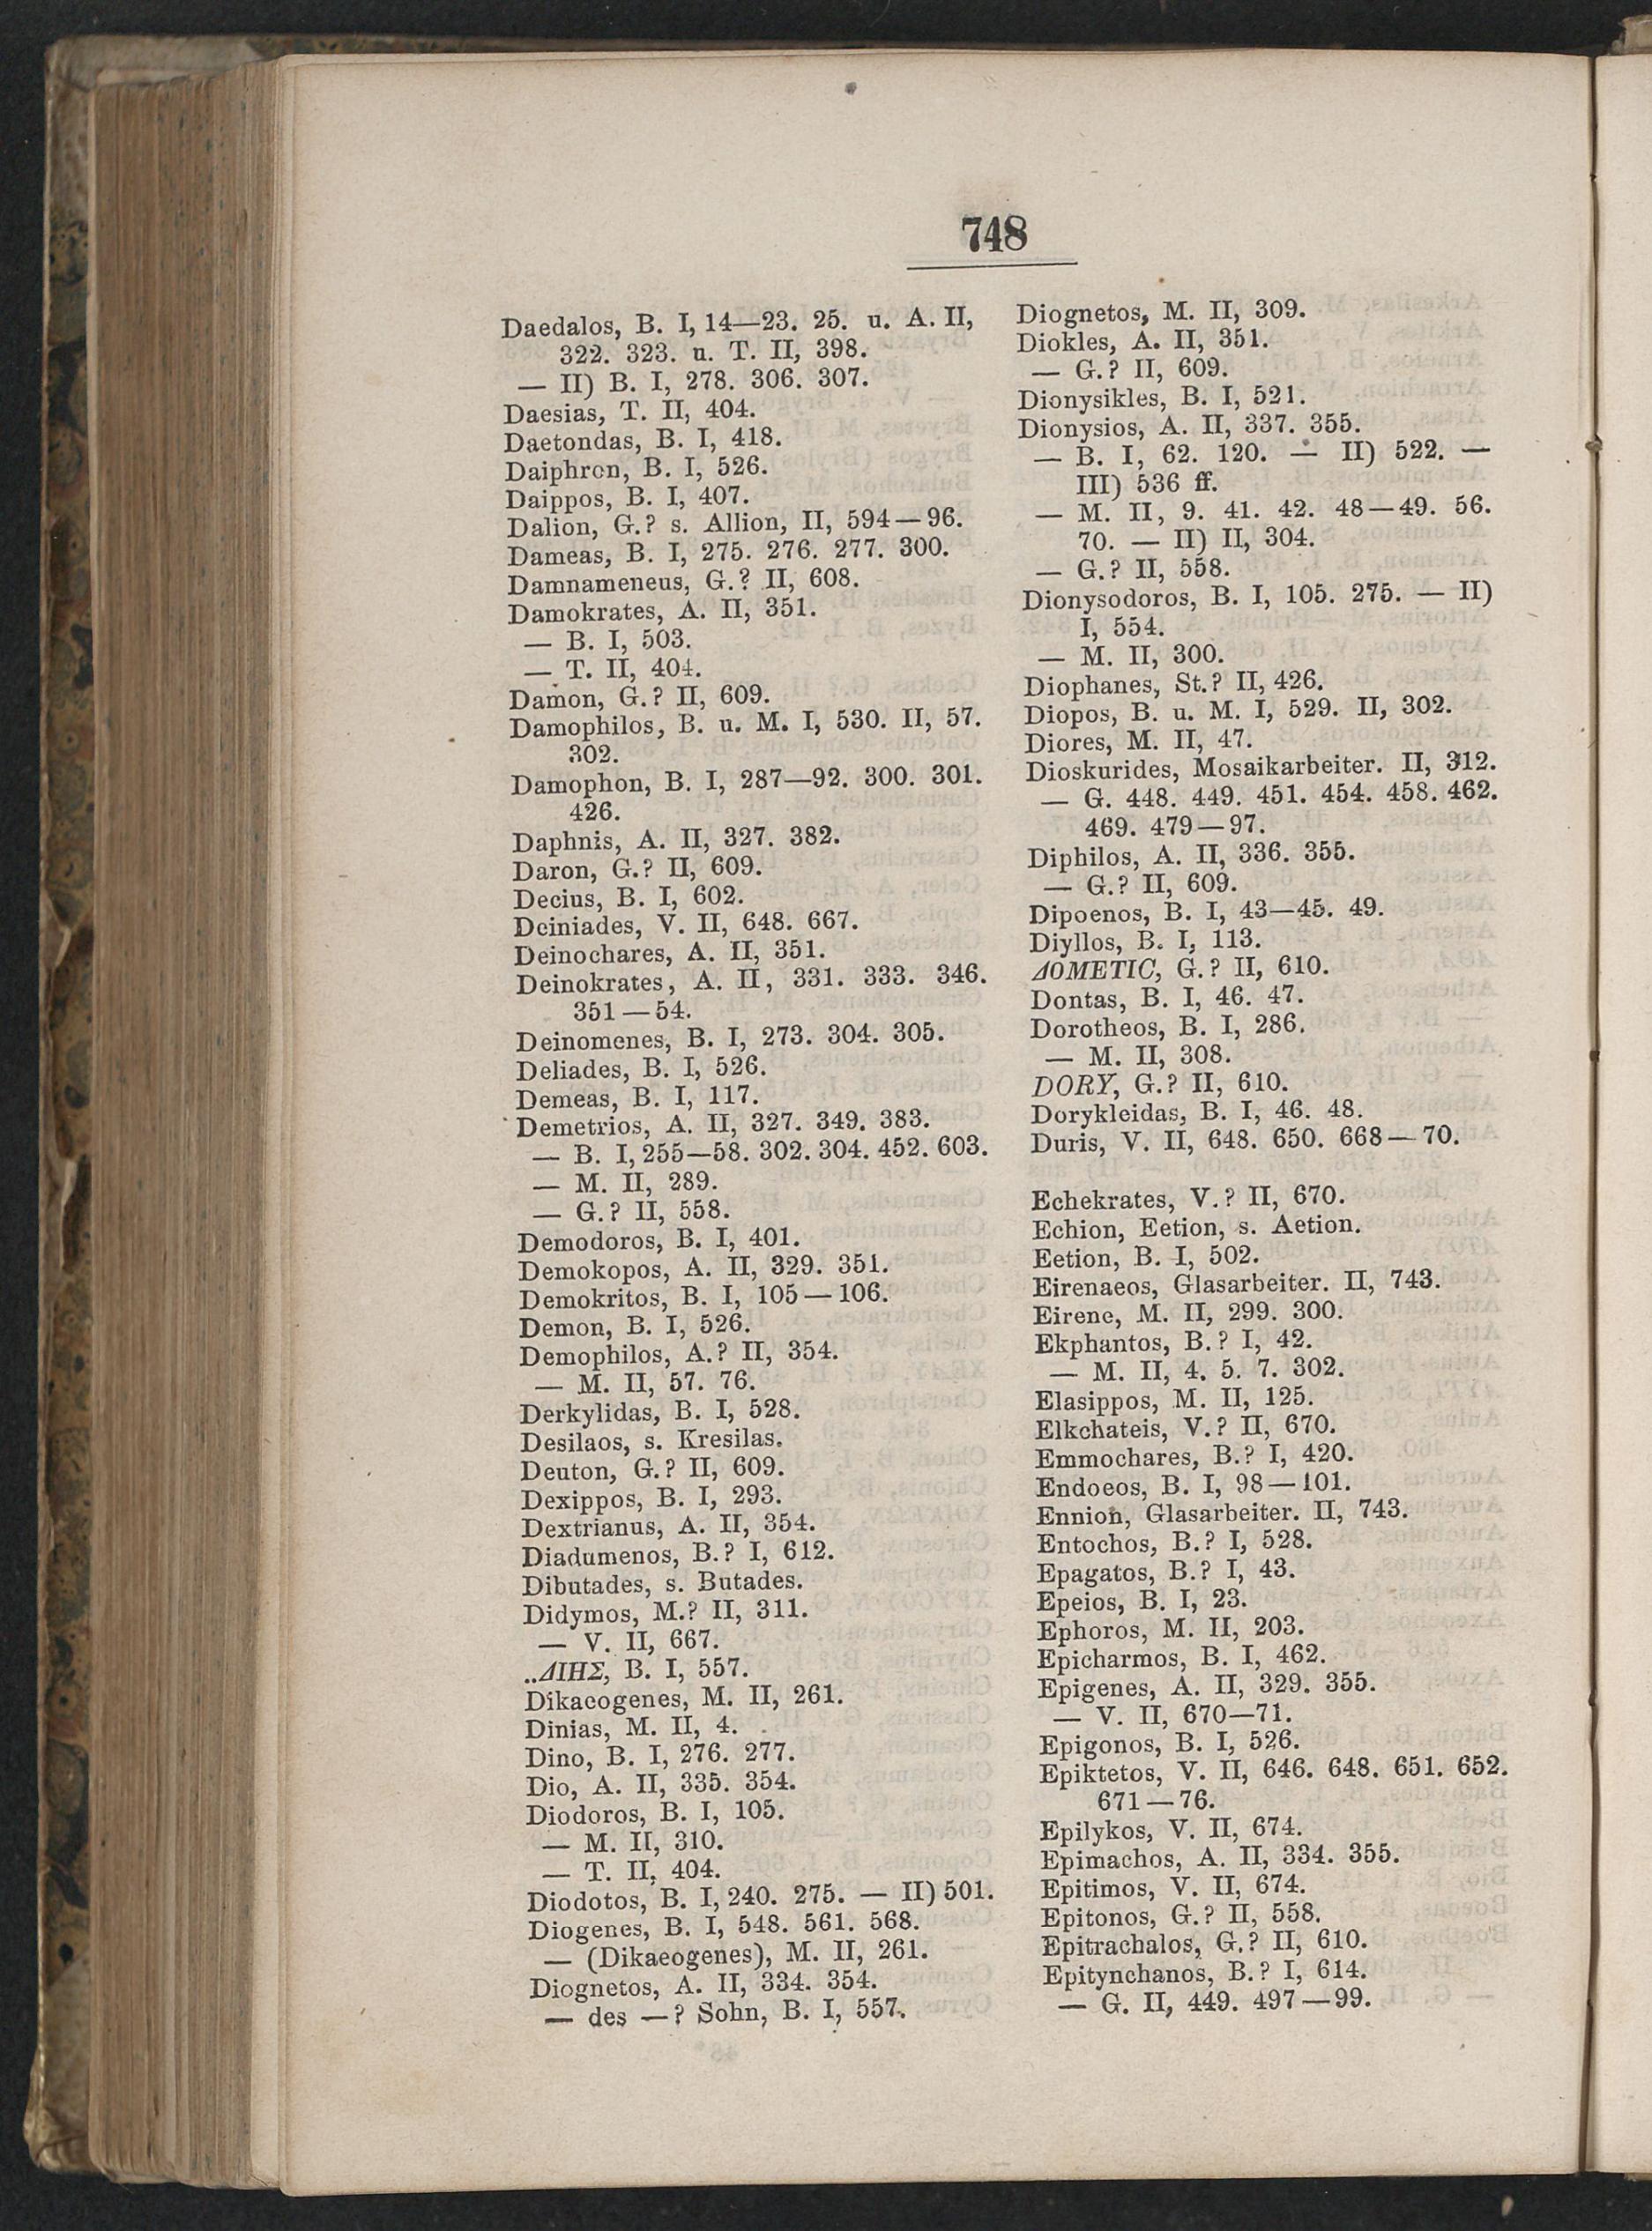 748
Daedalos, B. I, 14—23. 25. u. A. II,
322. 323. u. T. II, 398.
— II) B. I, 278. 306. 307.
Daesias, T. II, 404.
Daetondas, B. I, 418.
Daiphron, B. I, 526.
Daippos, B. I, 407.
Dalion, G.? s. Allion, II, 594—96.
Dameas, B. I, 275. 276. 277. 300.
Damnameneus, G.? II, 608.
Damokrates, A. II, 351.
— B. I, 503.
— T. II, 404.
Damon, G.? II, 609.
Damophilos, B. u. M. I, 530. II, 57.
302.
Damophon, B. I, 287—92. 300. 301.
426.
Daphnis, A. II, 327. 382.
Daron, G.? II, 609.
Decius, B. I, 602.
Deiniades, V. II, 648. 667.
Deinochares, A. II, 351.
Deinokrates, A. II, 331. 333. 346.
351—54.
Deinomenes, B. I, 273. 304. 305.
Deliades, B. I, 526.
Demeas, B. I, 117.
Demetrios, A. II, 327. 349. 383.
— B. I, 255—58. 302. 304. 452. 603.
— M. II, 289.
— G.? II, 558.
Demodoros, B. I, 401.
Demokopos, A. II, 329. 351.
Demokritos, B. I, 105—106.
Demon, B. I, 526.
Demophilos, A.? II, 354.
— M. II, 57. 76.
Derkylidas, B. I, 528.
Desilaos, s. Kresilas.
Deuton, G.? II, 609.
Dexippos, B. I, 293.
Dextrianus, A. II, 354.
Diadumenos, B.? I, 612.
Dibutades, s. Butades.
Didymos, M.? II, 311.
— V. II, 667.
..ΔΙΗΣ, B. I, 557.
Dikaeogenes, M. II, 261.
Dinias, M. II, 4.
Dino, B. I, 276. 277.
Dio, A. II, 335. 354.
Diodoros, B. I, 105.
— M. II, 310.
— T. II, 404.
Diodotos, B. I, 240. 275. — II) 501.
Diogenes, B. I, 548. 561. 568.
— (Dikaeogenes), M. II, 261.
Diognetos, A. II, 334. 354.
— des —? Sohn, B. I, 557.
Diognetos, M. II, 309.
Diokles, A. II, 351.
— G.? II, 609.
Dionysikles, B. I, 521.
Dionysios, A. II, 337. 355.
— B. I, 62. 120. — II) 522. —
III) 536 ff.
— M. II, 9. 41. 42. 48—49. 56.
70. — II) II, 304.
— G.? II, 558.
Dionysodoros, B. I, 105. 275. — II)
I, 554.
— M. II, 300.
Diophanes, St.? II, 426.
Diopos, B. u. M. I, 529. II, 302.
Diores, M. II, 47.
Dioskurides, Mosaikarbeiter. II, 312.
— G. 448. 449. 451. 454. 458. 462.
469. 479—97.
Diphilos, A. II, 336. 355.
— G.? II, 609.
Dipoenos, B. I, 43—45. 49.
Diyllos, B. I, 113.
ΔOMETIC, G.? II, 610.
Dontas, B. I, 46. 47.
Dorotheos, B. I, 286.
— M. II, 308.
DORY, G.? II, 610.
Dorykleidas, B. I, 46. 48.
Duris, V. II, 648. 650. 668—70.
Echekrates, V.? II, 670.
Echion, Eetion, s. Aetion.
Eetion, B. I, 502.
Eirenaeos, Glasarbeiter. II, 743.
Eirene, M. II, 299. 300.
Ekphantos, B.? I, 42.
— M. II, 4. 5. 7. 302.
Elasippos, M. II, 125.
Elkchateis, V.? II, 670.
Emmochares, B.? I, 420.
Endoeos, B. I, 98—101.
Ennion, Glasarbeiter. II, 743.
Entochos, B.? I, 528.
Epagatos, B.? I, 43.
Epeios, B. I, 23.
Ephoros, M. II, 203.
Epicharmos, B. I, 462.
Epigenes, A. II, 329. 355.
— V. II, 670—71.
Epigonos, B. I, 526.
Epiktetos, V. II, 646. 648. 651. 652.
671—76.
Epilykos, V. II, 674.
Epimachos, A. II, 334. 355.
Epitimos, V. II, 674.
Epitonos, G.? II, 558.
Epitrachalos, G.? II, 610.
Epitynchanos, B.? I, 614.
— G. II, 449. 497—99.